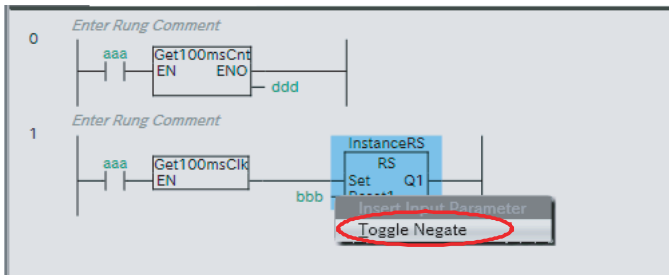 Enter Rung Comment
0
aaa
Get100msCnt
EN ENO
ddd
Enter Rung Comment
1
aaa
Get100msClk
EN
InstanceRS
RS
Set Q1
bbb
Reset1
Insert Input Parameter
Toggle Negate